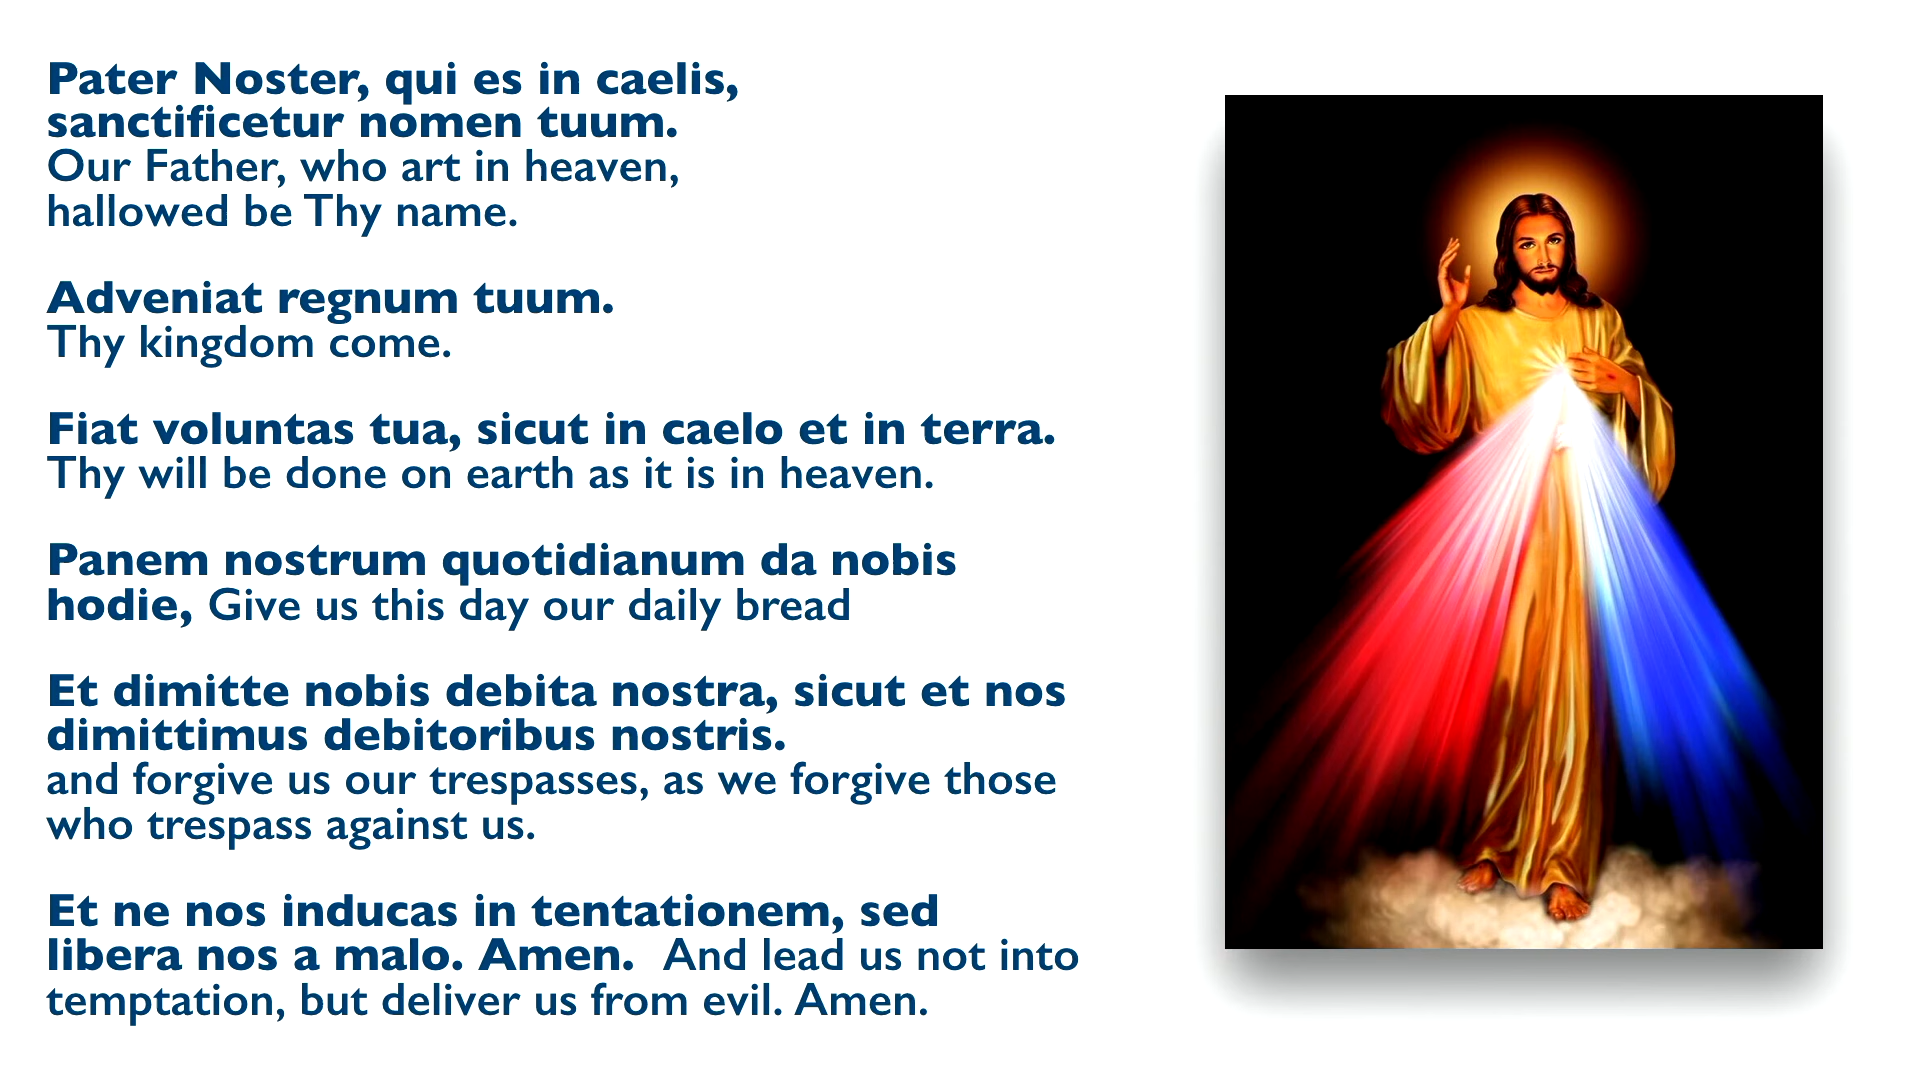 Pater Noster, qui es in caelis,
sanctificetur nomen tuum.
Our Father, who art in heaven,
hallowed be Thy name.
Adveniat regnum tuum.
Thy kingdom come.
Fiat voluntas tua, sicut in caelo et in terra.
Thy will be done on earth as it is in heaven.
Panem nostrum quotidianum da nobis
hodie, Give us this day our daily bread
Et dimitte nobis debita nostra, sicut et nos
dimittimus debitoribus nostris.
and forgive us our trespasses, as we forgive those
who trespass against us.
Et ne nos inducas in tentationem, sed
libera nos a malo. Amen.  And lead us not into
temptation, but deliver us from evil. Amen.